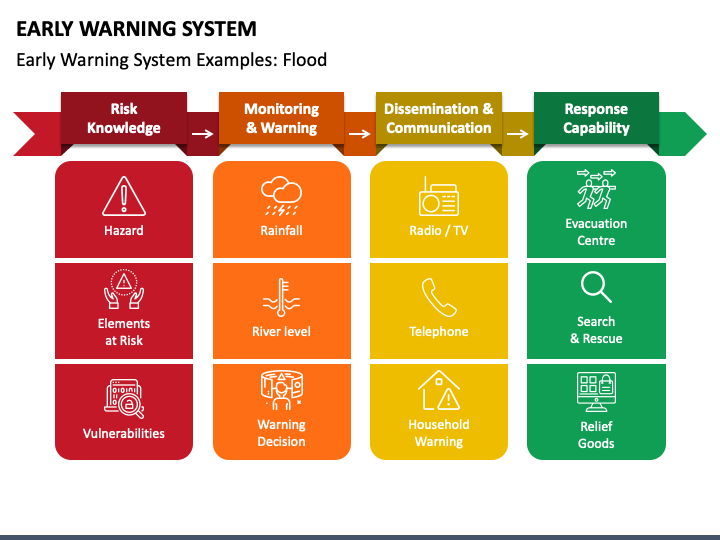 EARLY WARNING SYSTEM
Early Warning System Examples: Flood
Risk
Knowledge
Monitoring
& Warning
Dissemination &
Communication
Response
Capability
Hazard
Rainfall
Radio / TV
Evacuation
Centre
Elements
at Risk
River level
Telephone
Search
& Rescue
Vulnerabilities
Warning
Decision
Household
Warning
Relief
Goods